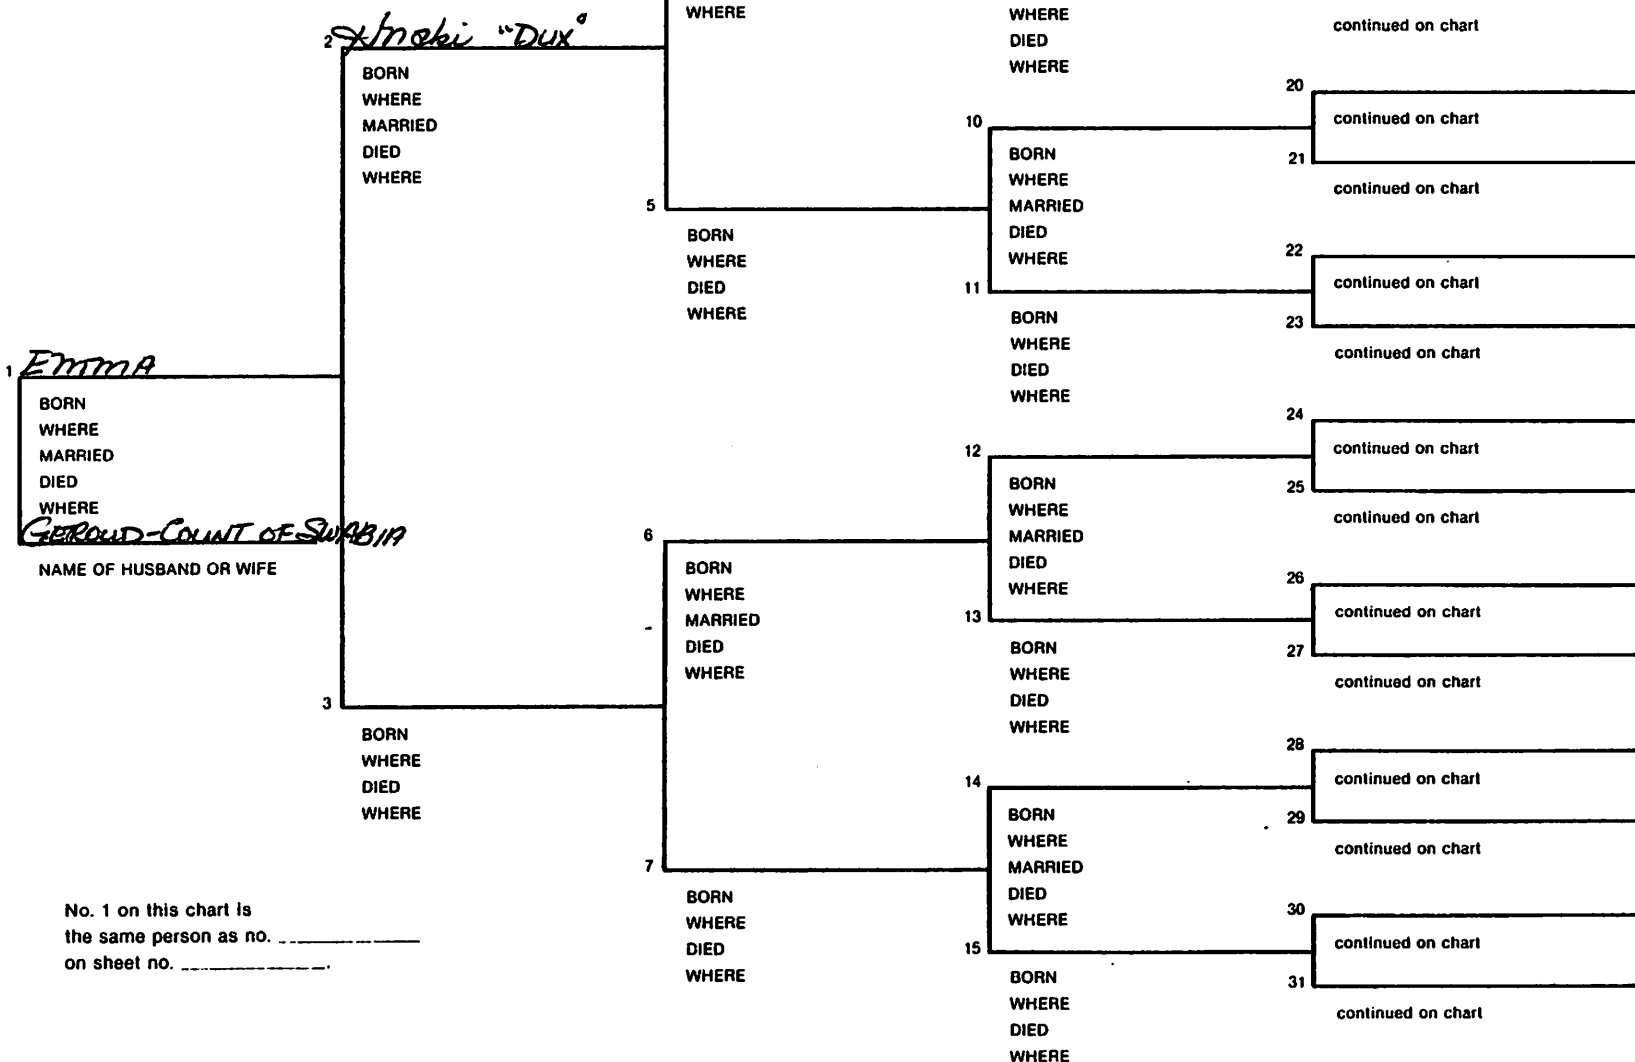 WHERE
WHERE
DIED
WHERE
continued on chart
2 "Dux"
BORN
WHERE
MARRIED
DIED
WHERE
20
continued on chart
21
continued on chart
10
BORN
WHERE
MARRIED
DIED
WHERE
5
BORN
WHERE
DIED
WHERE
22
continued on chart
23
continued on chart
11
BORN
WHERE
DIED
WHERE
1 EMMA
BORN
WHERE
MARRIED
DIED
WHERE
GEROUD-COUNT OF SWABIA
NAME OF HUSBAND OR WIFE
24
continued on chart
25
continued on chart
12
BORN
WHERE
MARRIED
DIED
WHERE
6
BORN
WHERE
MARRIED
DIED
WHERE
26
continued on chart
27
continued on chart
13
BORN
WHERE
DIED
WHERE
3
BORN
WHERE
DIED
WHERE
28
continued on chart
29
continued on chart
14
BORN
WHERE
MARRIED
DIED
WHERE
7
BORN
WHERE
DIED
WHERE
30
continued on chart
31
continued on chart
15
BORN
WHERE
DIED
WHERE
No. 1 on this chart is
the same person as no.
on sheet no.